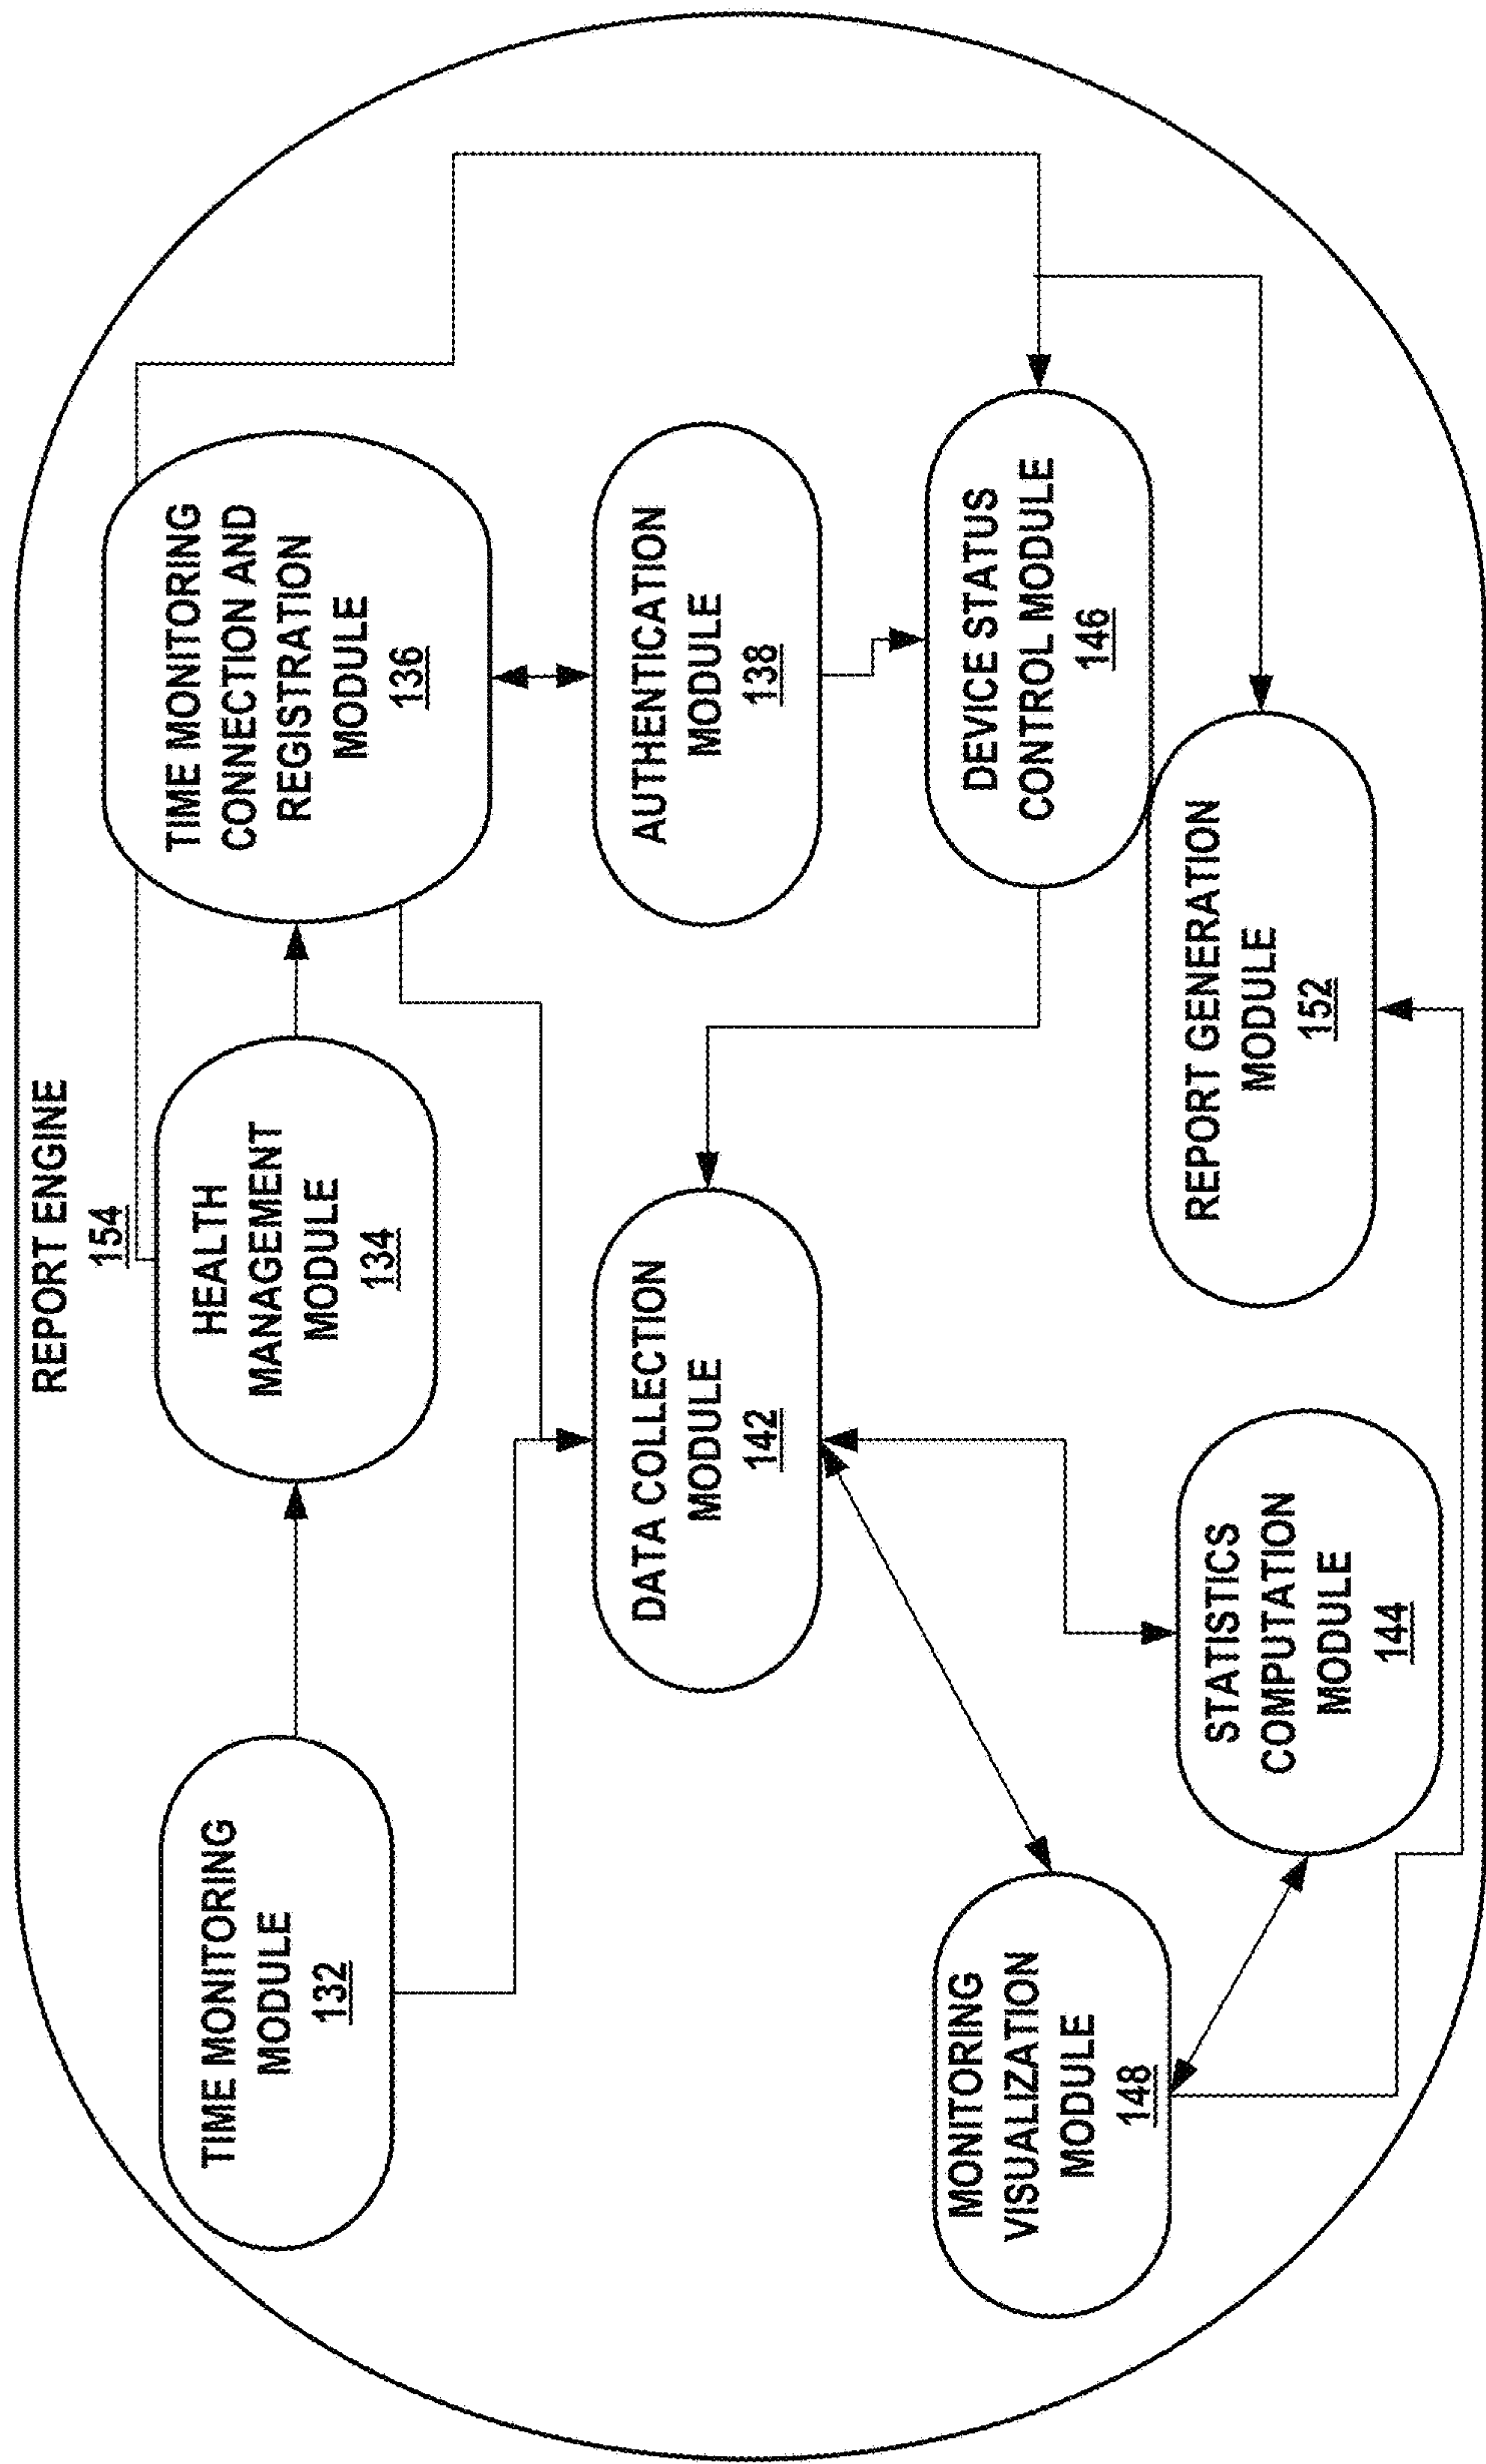 REPORT ENGINE
154
TIME MONITORING
MODULE
132
HEALTH
MANAGEMENT
MODULE
134
TIME MONITORING
CONNECTION AND
REGISTRATION
MODULE
136
DATA COLLECTION
MODULE
142
AUTHENTICATION
MODULE
138
MONITORING
VISUALIZATION
MODULE
148
DEVICE STATUS
CONTROL MODULE
146
STATISTICS
COMPUTATION
MODULE
144
REPORT GENERATION
MODULE
152